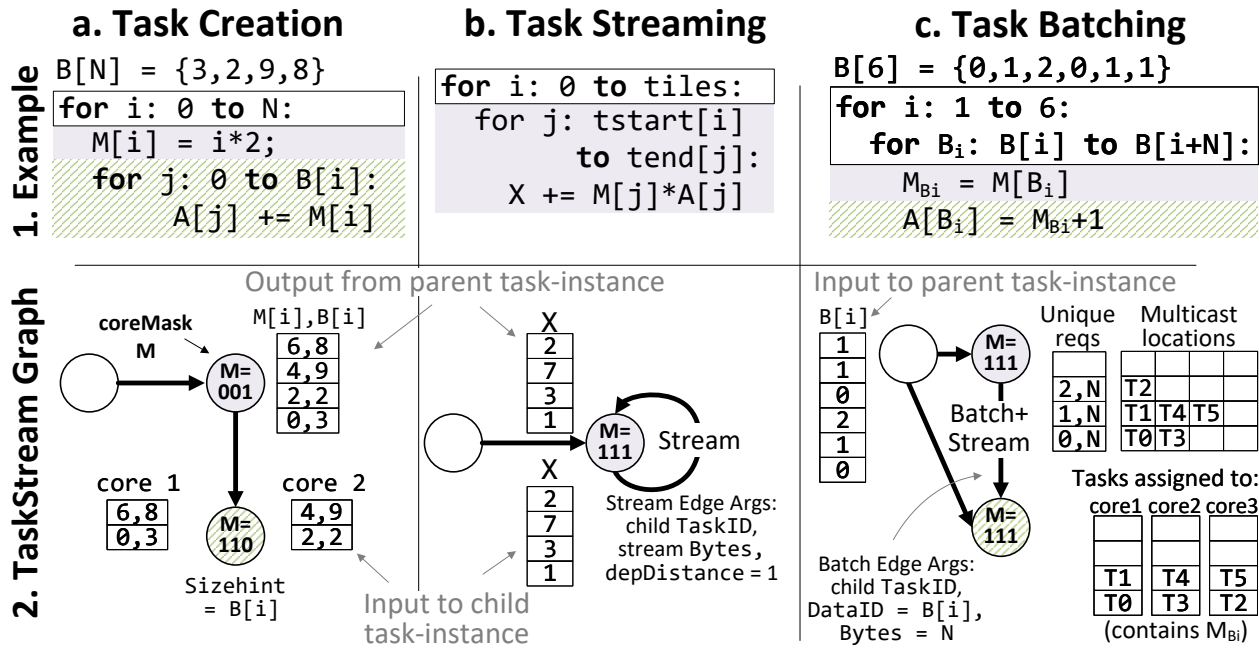 a. Task Creation
b. Task Streaming
c. Task Batching
1. Example
B[N] = {3,2,9,8}
for i: 0 to N:
M[i] = i*2;
for j: 0 to B[i]:
A[j] += M[i]
for i: 0 to tiles:
for j: tstart[i]
to tend[j]:
X += M[j]*A[j]
B[6] = {0,1,2,0,1,1}
for i: 1 to 6:
for Bi: B[i] to B[i+N]:
MBi = M[Bi]
A[Bi] = MBi+1
2. TaskStream Graph
Output from parent task-instance
Input to parent task-instance
coreMask
M
M[i],B[i]
6,8
4,9
2,2
0,3
M=
001
core 1
6,8
0,3
M=
110
core 2
4,9
2,2
Sizehint
= B[i]
X
2
7
3
1
M=
111
Stream
X
2
7
3
1
Stream Edge Args:
child TaskID,
stream Bytes,
depDistance = 1
Input to child
task-instance
B[i]
1
1
0
2
1
0
M=
111
Batch+
Stream
M=
111
Unique
reqs
2,N
1,N
0,N
Multicast
locations
T2
T1 T4 T5
T0 T3
Batch Edge Args:
child TaskID,
DataID = B[i],
Bytes = N
Tasks assigned to:
core1 core2 core3
T1 T4 T5
T0 T3 T2
(contains MBi)